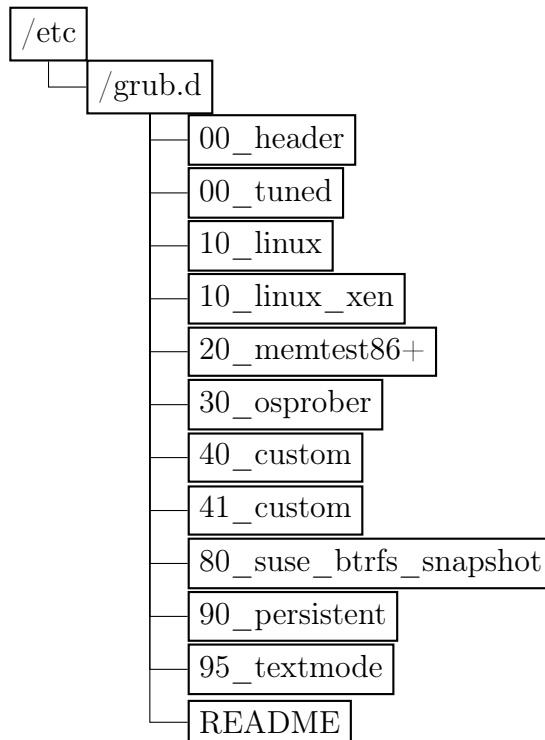 /etc
/grub.d
00_header
00_tuned
10_linux
10_linux_xen
20_memtest86+
30_osprober
40_custom
41_custom
80_suse_btrfs_snapshot
90_persistent
95_textmode
README